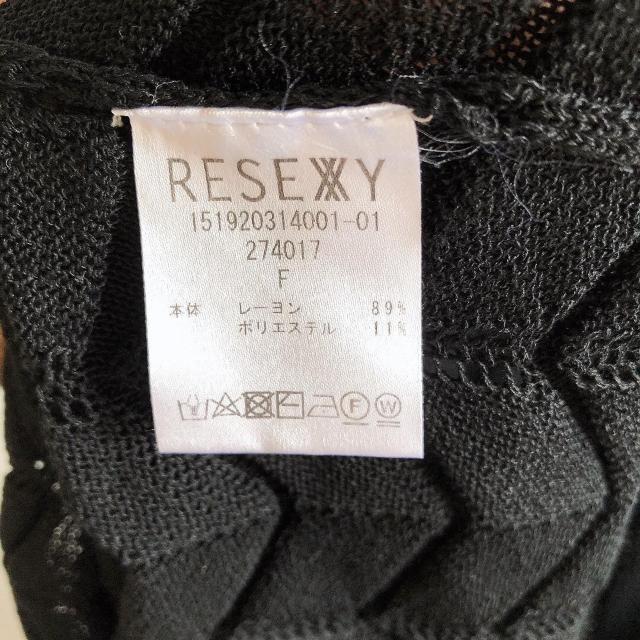 RESEXXY
151920314001-01
274017
F
本体 レーヨン 89%
ポリエステル 11%
F W